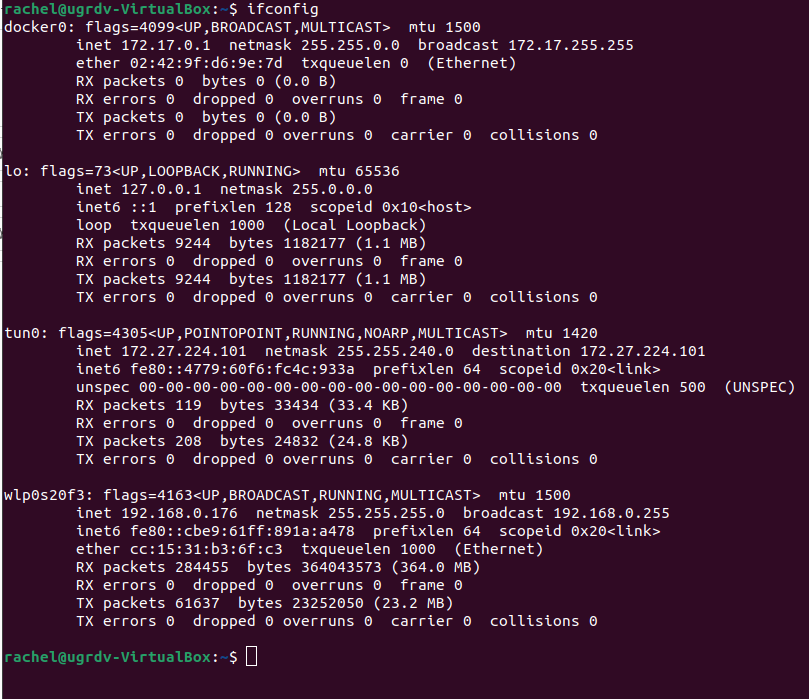 rachel@ugrdv-VirtualBox:~$ ifconfig
docker0: flags=4099<UP,BROADCAST,MULTICAST>  mtu 1500
        inet 172.17.0.1  netmask 255.255.0.0  broadcast 172.17.255.255
        ether 02:42:9f:d6:9e:7d  txqueuelen 0  (Ethernet)
        RX packets 0  bytes 0 (0.0 B)
        RX errors 0  dropped 0  overruns 0  frame 0
        TX packets 0  bytes 0 (0.0 B)
        TX errors 0  dropped 0 overruns 0  carrier 0  collisions 0

lo: flags=73<UP,LOOPBACK,RUNNING>  mtu 65536
        inet 127.0.0.1  netmask 255.0.0.0
        inet6 ::1  prefixlen 128  scopeid 0x10<host>
        loop  txqueuelen 1000  (Local Loopback)
        RX packets 9244  bytes 1182177 (1.1 MB)
        RX errors 0  dropped 0  overruns 0  frame 0
        TX packets 9244  bytes 1182177 (1.1 MB)
        TX errors 0  dropped 0 overruns 0  carrier 0  collisions 0

tun0: flags=4305<UP,POINTOPOINT,RUNNING,NOARP,MULTICAST>  mtu 1420
        inet 172.27.224.101  netmask 255.255.240.0  destination 172.27.224.101
        inet6 fe80::4779:60f6:fc4c:933a  prefixlen 64  scopeid 0x20<link>
        unspec 00-00-00-00-00-00-00-00-00-00-00-00-00-00-00-00  txqueuelen 500  (UNSPEC)
        RX packets 119  bytes 33434 (33.4 KB)
        RX errors 0  dropped 0  overruns 0  frame 0
        TX packets 208  bytes 24832 (24.8 KB)
        TX errors 0  dropped 0 overruns 0  carrier 0  collisions 0

wlp0s20f3: flags=4163<UP,BROADCAST,RUNNING,MULTICAST>  mtu 1500
        inet 192.168.0.176  netmask 255.255.255.0  broadcast 192.168.0.255
        inet6 fe80::cbe9:61ff:891a:a478  prefixlen 64  scopeid 0x20<link>
        ether cc:15:31:b3:6f:c3  txqueuelen 1000  (Ethernet)
        RX packets 284455  bytes 364043573 (364.0 MB)
        RX errors 0  dropped 0  overruns 0  frame 0
        TX packets 61637  bytes 23252050 (23.2 MB)
        TX errors 0  dropped 0 overruns 0  carrier 0  collisions 0

rachel@ugrdv-VirtualBox:~$